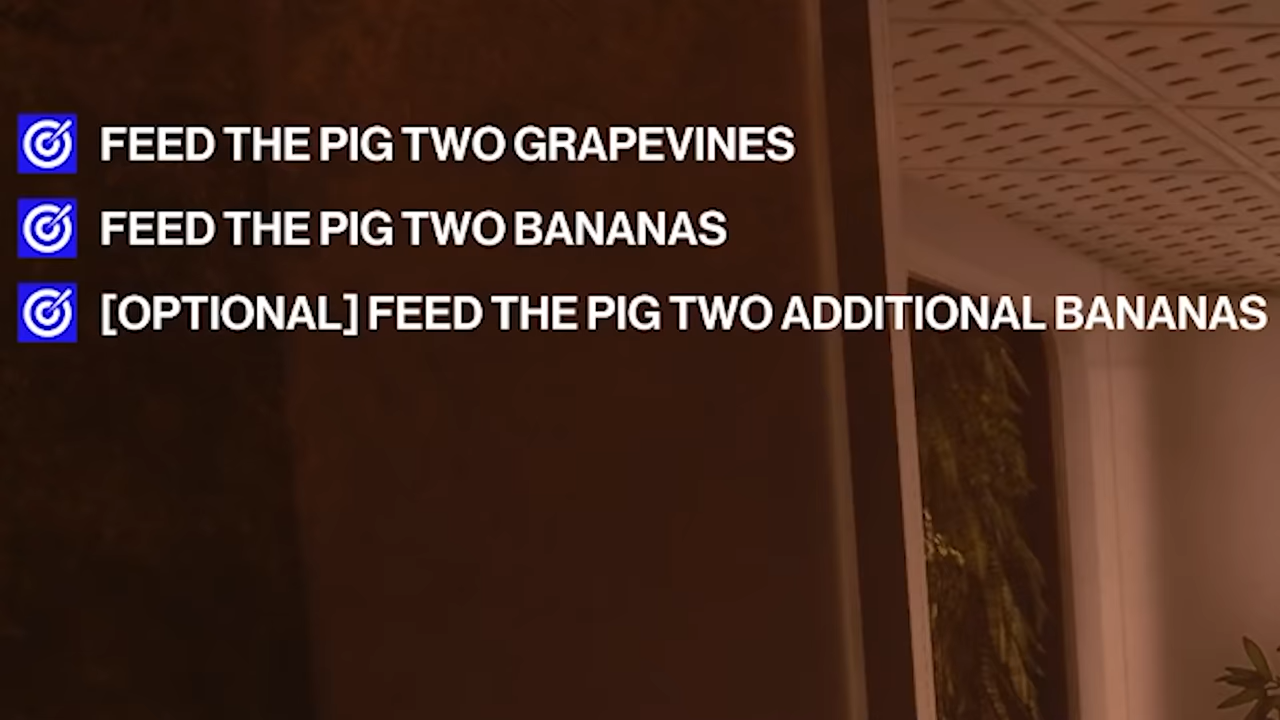 FEED THE PIG TWO GRAPEVINES
FEED THE PIG TWO BANANAS
[OPTIONAL] FEED THE PIG TWO ADDITIONAL BANANAS